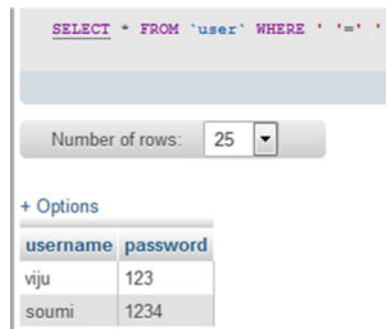 SELECT * FROM `user` WHERE ' '=' '
Number of rows: 25
+ Options
username password
viju 123
soumi 1234